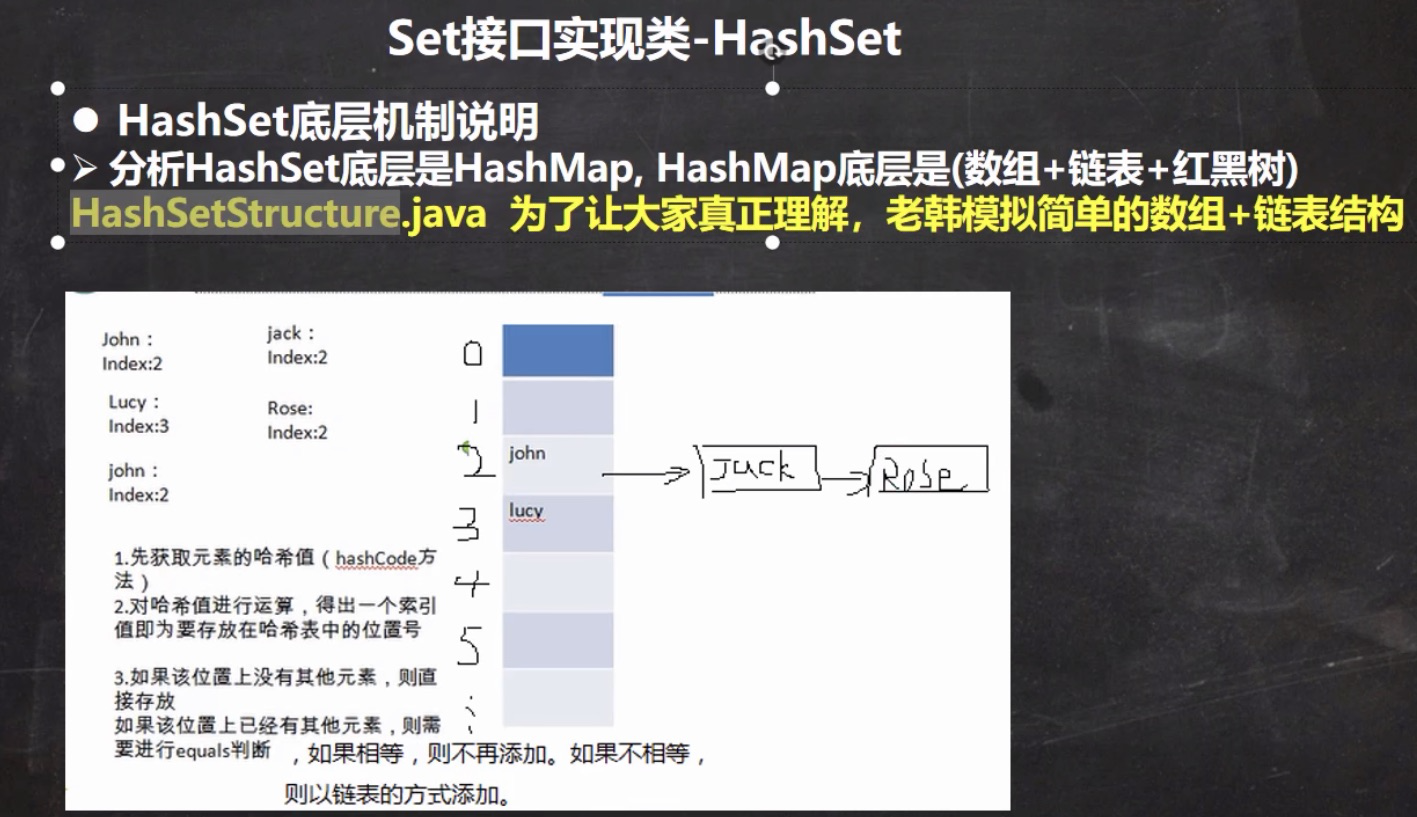 Set接口实现类-HashSet
● HashSet底层机制说明
➢ 分析HashSet底层是HashMap, HashMap底层是(数组+链表+红黑树)
HashSetStructure.java 为了让大家真正理解，老韩模拟简单的数组+链表结构
John：
Index:2
jack：
Index:2
Lucy：
Index:3
Rose:
Index:2
john：
Index:2
0
1
2 john Jack Rose
3 lucy
4
5
1.先获取元素的哈希值（hashCode方
法）
2.对哈希值进行运算，得出一个索引
值即为要存放在哈希表中的位置号
3.如果该位置上没有其他元素，则直
接存放
如果该位置上已经有其他元素，则需
要进行equals判断 ，如果相等，则不再添加。如果不相等，
则以链表的方式添加。